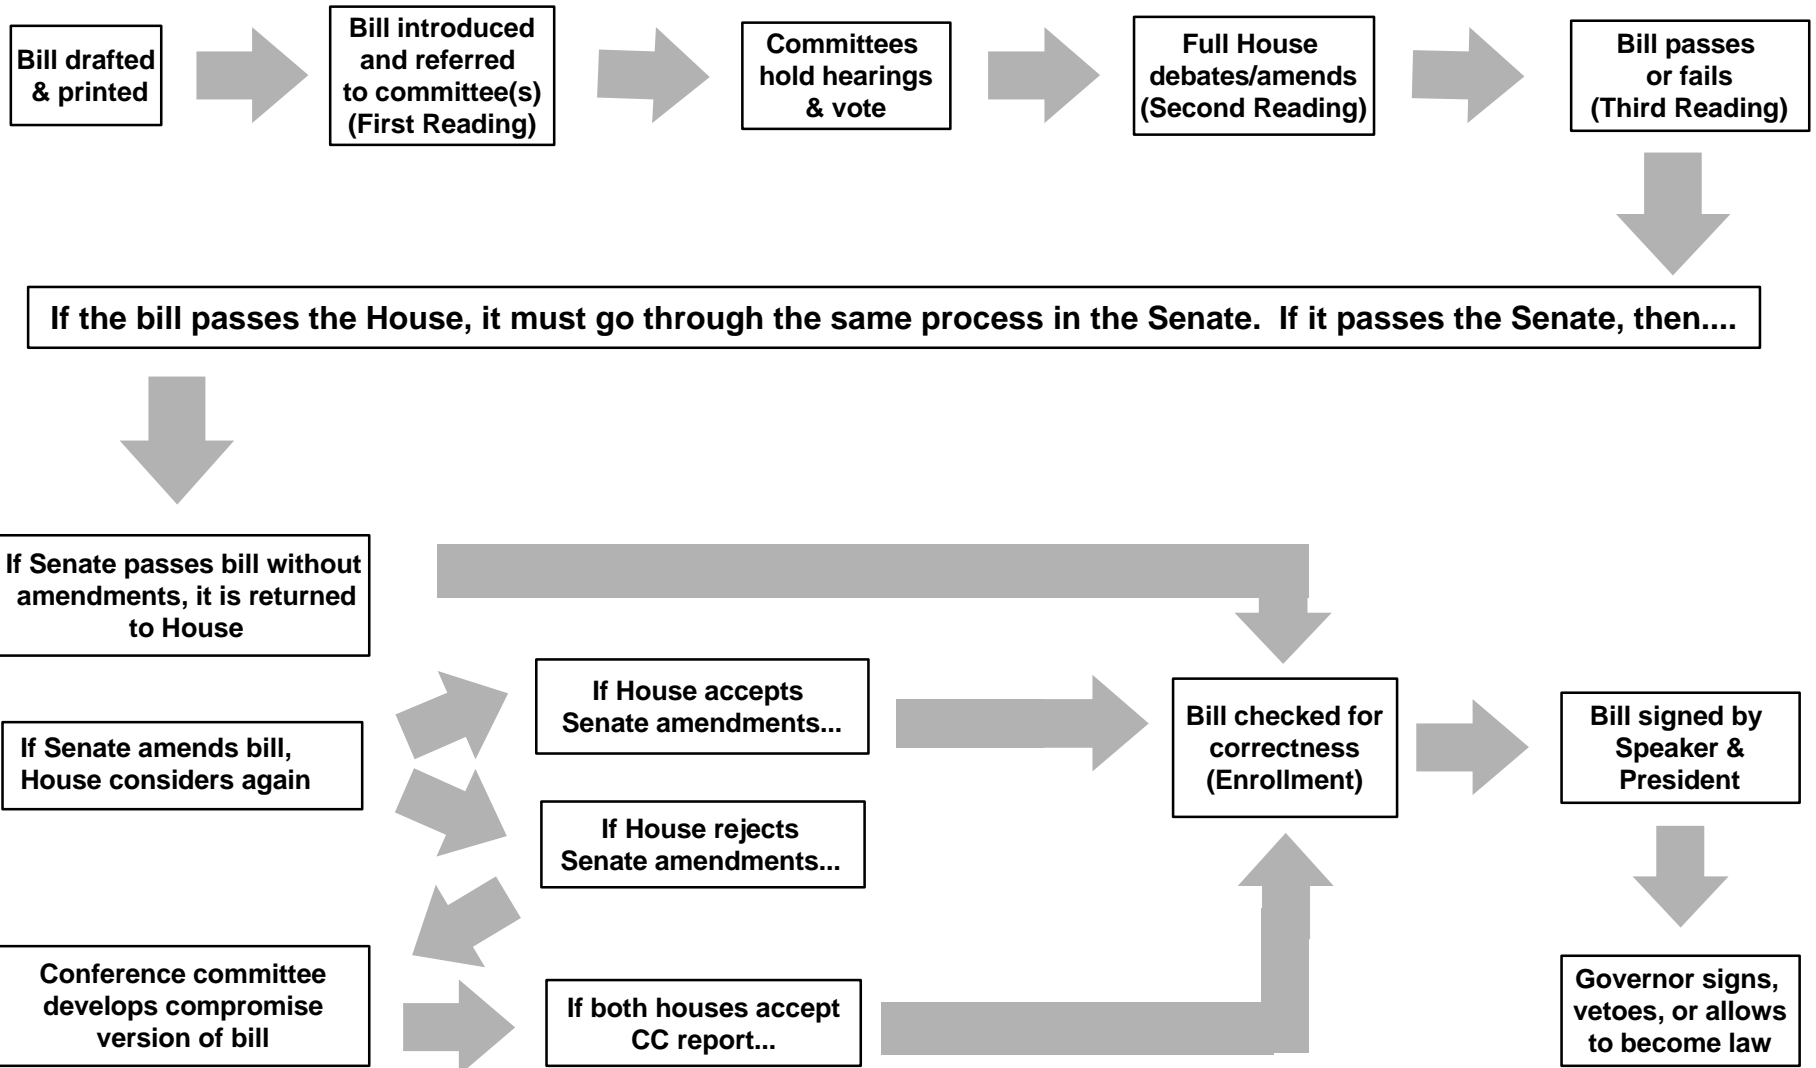 Bill drafted
& printed
Bill introduced
and referred
to committee(s)
(First Reading)
Committees
hold hearings
& vote
Full House
debates/amends
(Second Reading)
Bill passes
or fails
(Third Reading)
If the bill passes the House, it must go through the same process in the Senate.  If it passes the Senate, then....
If Senate passes bill without
amendments, it is returned
to House
If Senate amends bill,
House considers again
If House accepts
Senate amendments...
If House rejects
Senate amendments...
Conference committee
develops compromise
version of bill
If both houses accept
CC report...
Bill checked for
correctness
(Enrollment)
Bill signed by
Speaker &
President
Governor signs,
vetoes, or allows
to become law